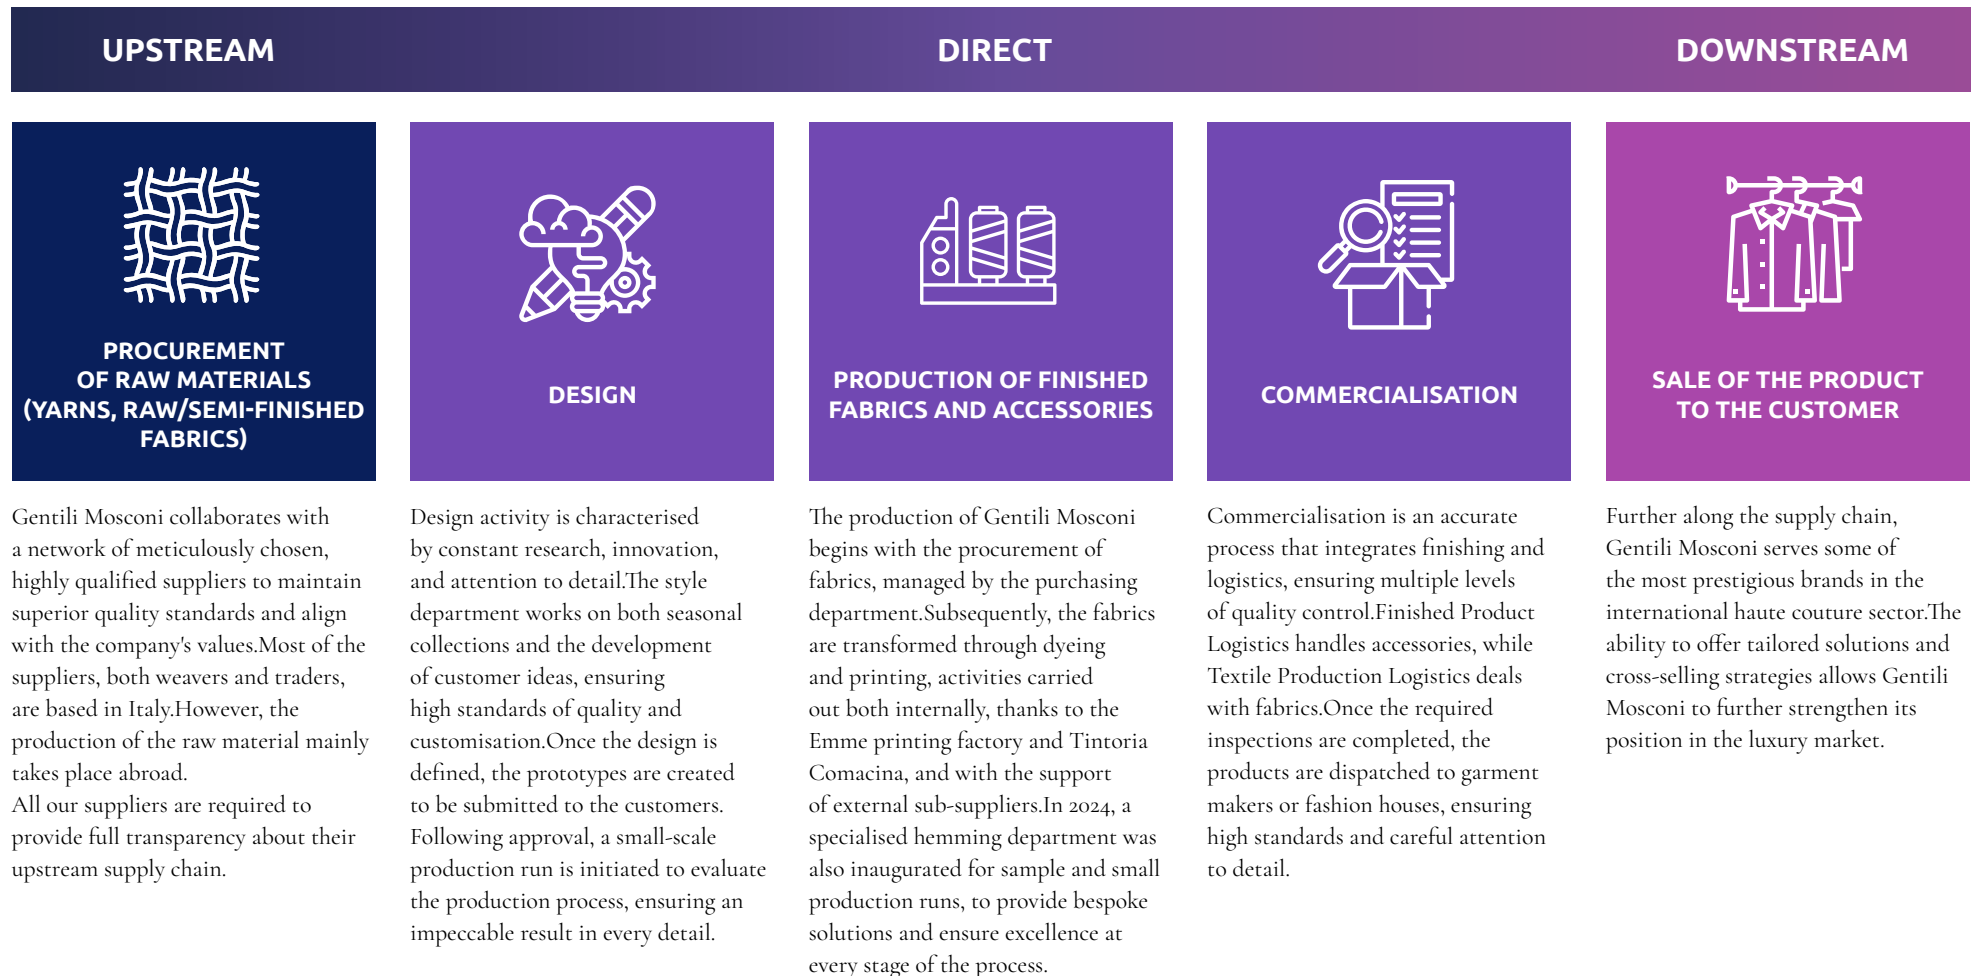 UPSTREAM
DIRECT
DOWNSTREAM
PROCUREMENT
OF RAW MATERIALS
(YARNS, RAW/SEMI-FINISHED
FABRICS)
Gentili Mosconi collaborates with
a network of meticulously chosen,
highly qualified suppliers to maintain
superior quality standards and align
with the company's values.Most of the
suppliers, both weavers and traders,
are based in Italy.However, the
production of the raw material mainly
takes place abroad.
All our suppliers are required to
provide full transparency about their
upstream supply chain.
DESIGN
Design activity is characterised
by constant research, innovation,
and attention to detail.The style
department works on both seasonal
collections and the development
of customer ideas, ensuring
high standards of quality and
customisation.Once the design is
defined, the prototypes are created
to be submitted to the customers.
Following approval, a small-scale
production run is initiated to evaluate
the production process, ensuring an
impeccable result in every detail.
PRODUCTION OF FINISHED
FABRICS AND ACCESSORIES
The production of Gentili Mosconi
begins with the procurement of
fabrics, managed by the purchasing
department.Subsequently, the fabrics
are transformed through dyeing
and printing, activities carried
out both internally, thanks to the
Emme printing factory and Tintoria
Comacina, and with the support
of external sub-suppliers.In 2024, a
specialised hemming department was
also inaugurated for sample and small
production runs, to provide bespoke
solutions and ensure excellence at
every stage of the process.
COMMERCIALISATION
Commercialisation is an accurate
process that integrates finishing and
logistics, ensuring multiple levels
of quality control.Finished Product
Logistics handles accessories, while
Textile Production Logistics deals
with fabrics.Once the required
inspections are completed, the
products are dispatched to garment
makers or fashion houses, ensuring
high standards and careful attention
to detail.
SALE OF THE PRODUCT
TO THE CUSTOMER
Further along the supply chain,
Gentili Mosconi serves some of
the most prestigious brands in the
international haute couture sector.The
ability to offer tailored solutions and
cross-selling strategies allows Gentili
Mosconi to further strengthen its
position in the luxury market.